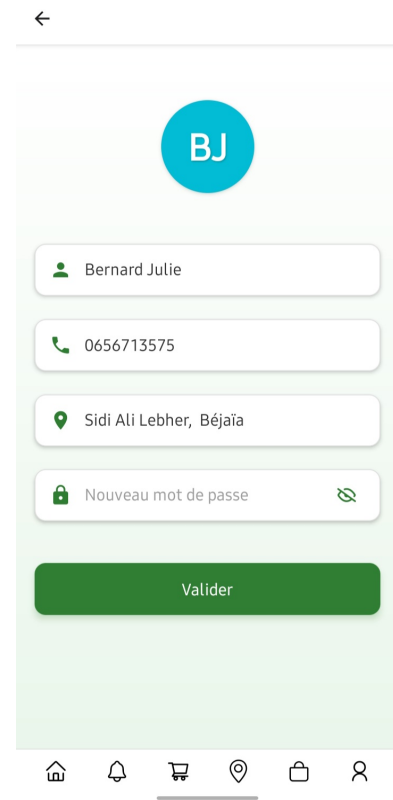 BJ
Bernard Julie
0656713575
Sidi Ali Lebher, Béjaïa
Nouveau mot de passe
Valider